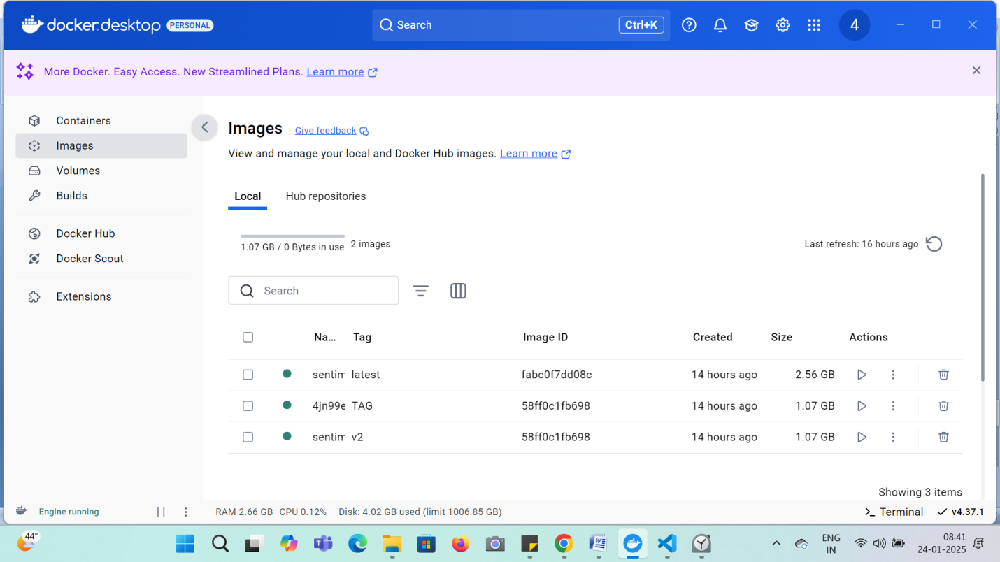 docker.desktop PERSONAL Search Ctrl+K 4
More Docker. Easy Access. New Streamlined Plans. Learn more
Containers
Images
Volumes
Builds
Docker Hub
Docker Scout
Extensions
Images Give feedback
View and manage your local and Docker Hub images. Learn more
Local Hub repositories
1.07 GB / 0 Bytes in use 2 images Last refresh: 16 hours ago
Search
Na... Tag Image ID Created Size Actions
sentim latest fabc0f7dd08c 14 hours ago 2.56 GB
4jn99e TAG 58ff0c1fb698 14 hours ago 1.07 GB
sentim v2 58ff0c1fb698 14 hours ago 1.07 GB
Showing 3 items
Engine running RAM 2.66 GB CPU 0.12% Disk: 4.02 GB used (limit 1006.85 GB) >_ Terminal v4.37.1
44° ENG 08:41
IN 24-01-2025